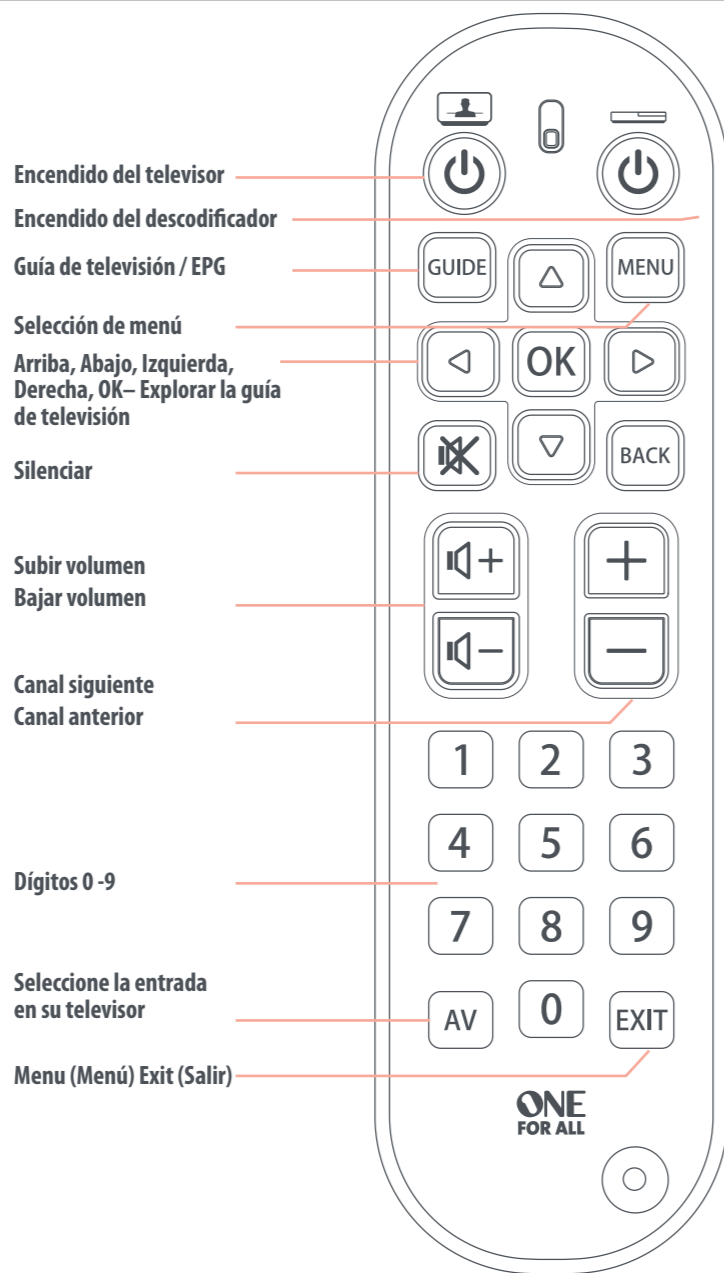 Encendido del televisor
Encendido del descodificador
Guía de televisión / EPG
GUIDE
MENU
Selección de menú
Arriba, Abajo, Izquierda,
Derecha, OK– Explorar la guía
de televisión
OK
Silenciar
BACK
Subir volumen
Bajar volumen
+
+
−
−
Canal siguiente
Canal anterior
1 2 3
4 5 6
Dígitos 0 -9
7 8 9
Seleccione la entrada
en su televisor
AV 0 EXIT
Menu (Menú) Exit (Salir)
ONE
FOR ALL